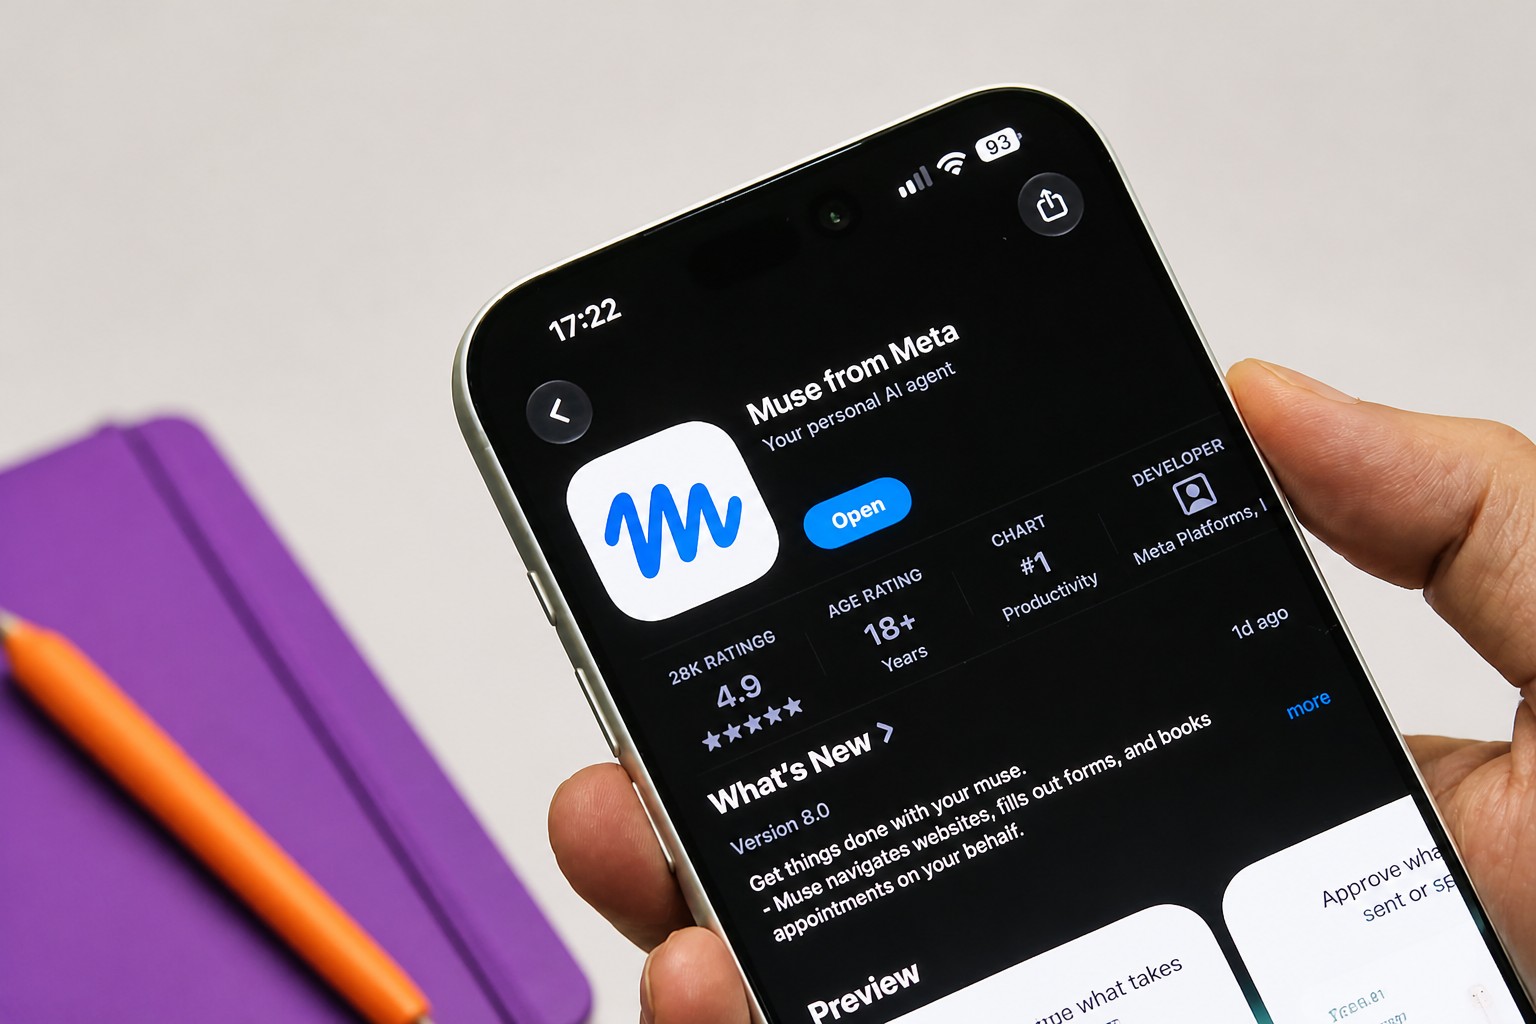 93
17:22
Muse from Meta
Your personal AI agent
Open
28K RATINGG
4.9
AGE RATING
18+
Years
CHART
#1
Productivity
DEVELOPER
Meta Platforms, I
What's New
1d ago
Version 8.0
more
Get things done with your muse.
- Muse navigates websites, fills out forms, and books
appointments on your behaif.
Preview
what takes
Approve wha
sent or sp